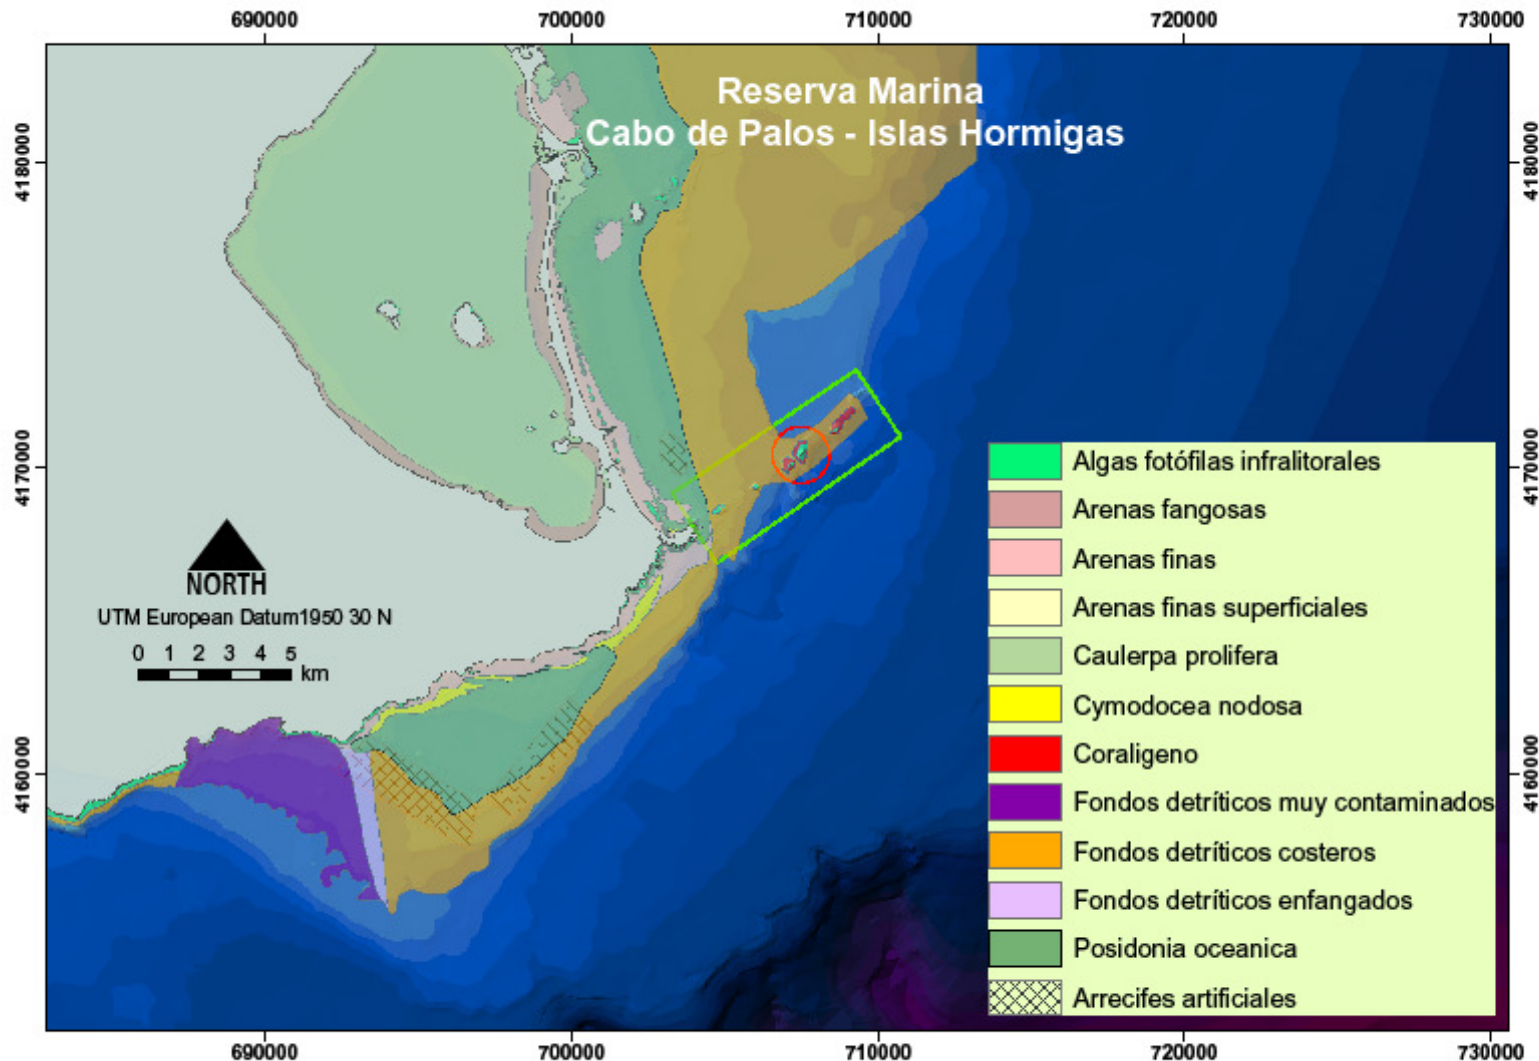 690000 700000 710000 720000 730000
Reserva Marina
Cabo de Palos - Islas Hormigas
4180000 4180000
4170000 4170000
4160000 4160000
NORTH
UTM European Datum1950 30 N
0 1 2 3 4 5
km
Algas fotófilas infralitorales
Arenas fangosas
Arenas finas
Arenas finas superficiales
Caulerpa prolifera
Cymodocea nodosa
Coraligeno
Fondos detríticos muy contaminados
Fondos detríticos costeros
Fondos detríticos enfangados
Posidonia oceanica
Arrecifes artificiales
690000 700000 710000 720000 730000